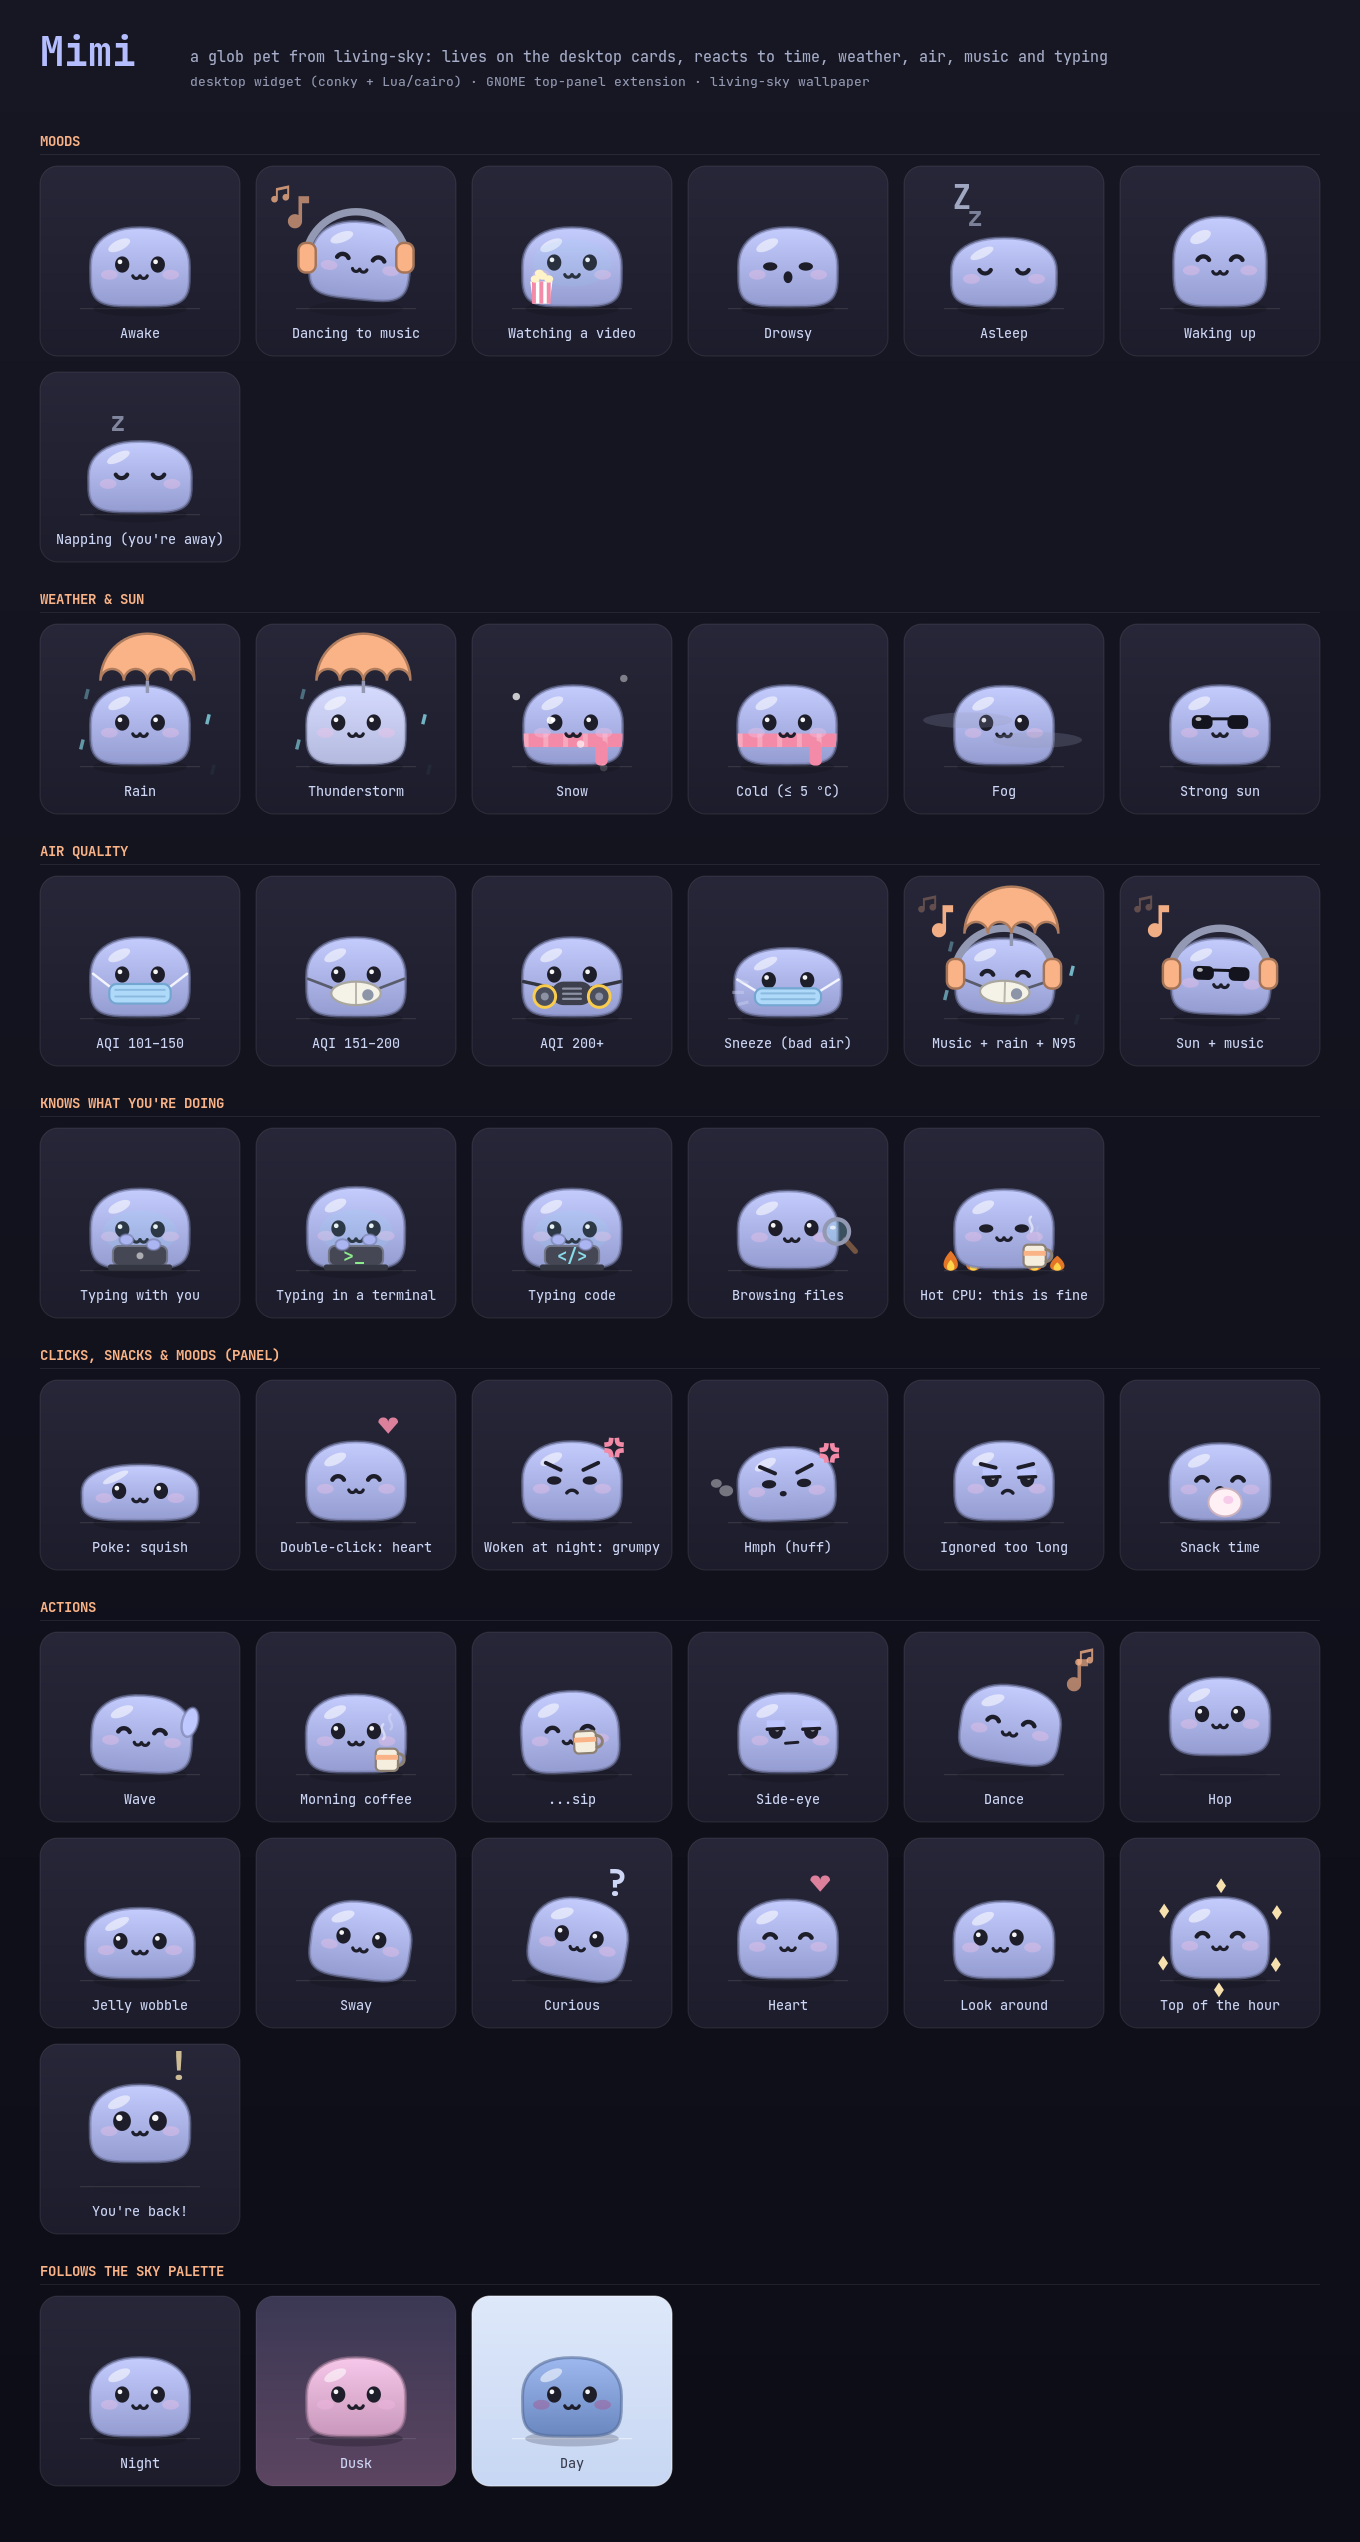 Mimi
a glob pet from living-sky: lives on the desktop cards, reacts to time, weather, air, music and typing
desktop widget (conky + Lua/cairo) · GNOME top-panel extension · living-sky wallpaper
MOODS
Z
Z
Awake
Dancing to music
Watching a video
Drowsy
Asleep
Waking up
Z
Napping (you're away)
WEATHER & SUN
Rain
Thunderstorm
Snow
Cold (≤ 5 °C)
Fog
Strong sun
AIR QUALITY
AQI 101–150
AQI 151–200
AQI 200+
Sneeze (bad air)
Music + rain + N95
Sun + music
KNOWS WHAT YOU'RE DOING
>_
</>
Typing with you
Typing in a terminal
Typing code
Browsing files
Hot CPU: this is fine
CLICKS, SNACKS & MOODS (PANEL)
Poke: squish
Double-click: heart
Woken at night: grumpy
Hmph (huff)
Ignored too long
Snack time
ACTIONS
Wave
Morning coffee
...sip
Side-eye
Dance
Hop
?
Jelly wobble
Sway
Curious
Heart
Look around
Top of the hour
!
You're back!
FOLLOWS THE SKY PALETTE
Night
Dusk
Day